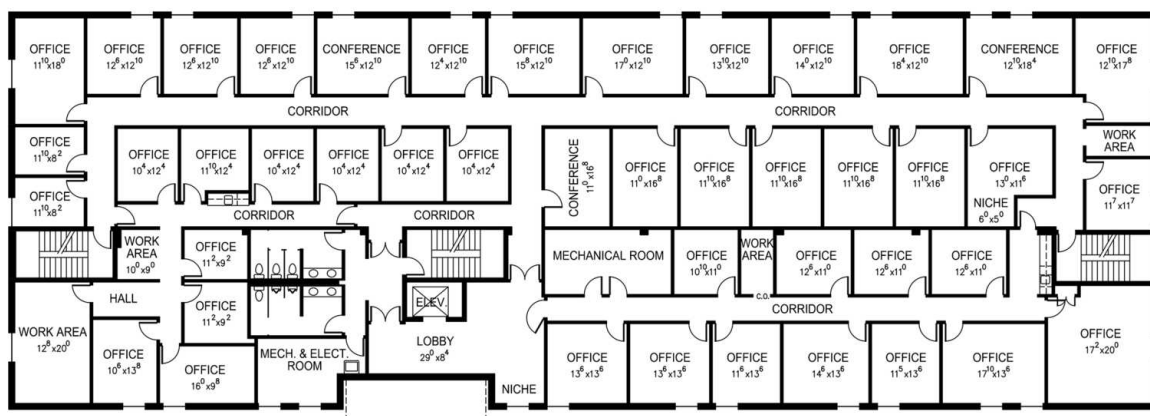 OFFICE
11¹⁰x18⁰
OFFICE
12⁶x12¹⁰
OFFICE
12⁶x12¹⁰
OFFICE
12⁶x12¹⁰
CONFERENCE
15⁶x12¹⁰
OFFICE
12⁴x12¹⁰
OFFICE
15⁸x12¹⁰
OFFICE
17⁰x12¹⁰
OFFICE
13¹⁰x12¹⁰
OFFICE
14⁰x12¹⁰
OFFICE
18⁴x12¹⁰
CONFERENCE
12¹⁰x18⁴
OFFICE
12¹⁰x17⁸
CORRIDOR
CORRIDOR
OFFICE
11¹⁰x8²
OFFICE
10⁴x12⁴
OFFICE
11¹⁰x12⁴
OFFICE
10⁴x12⁴
OFFICE
10⁴x12⁴
OFFICE
10⁴x12⁴
OFFICE
10⁴x12⁴
CONFERENCE
11⁰x16⁸
OFFICE
11⁰x16⁸
OFFICE
11¹⁰x16⁸
OFFICE
11¹⁰x16⁸
OFFICE
11¹⁰x16⁸
OFFICE
11¹⁰x16⁸
OFFICE
13⁰x11⁶
WORK
AREA
OFFICE
11¹⁰x8²
NICHE
6⁰x5⁰
OFFICE
11⁷x11⁷
CORRIDOR
CORRIDOR
WORK
AREA
10⁰x9⁰
OFFICE
11²x9²
MECHANICAL ROOM
OFFICE
10¹⁰x11⁰
WORK
AREA
OFFICE
12⁶x11⁰
OFFICE
12⁶x11⁰
OFFICE
12⁶x11⁰
HALL
OFFICE
11²x9²
ELEV.
C.O.
CORRIDOR
WORK AREA
12⁸x20⁰
OFFICE
10⁶x13⁸
OFFICE
16⁰x9⁸
MECH. & ELECT.
ROOM
LOBBY
29⁰x8⁴
NICHE
OFFICE
13⁶x13⁶
OFFICE
13⁶x13⁶
OFFICE
11⁶x13⁶
OFFICE
14⁶x13⁶
OFFICE
11⁵x13⁶
OFFICE
17¹⁰x13⁶
OFFICE
17²x20⁰